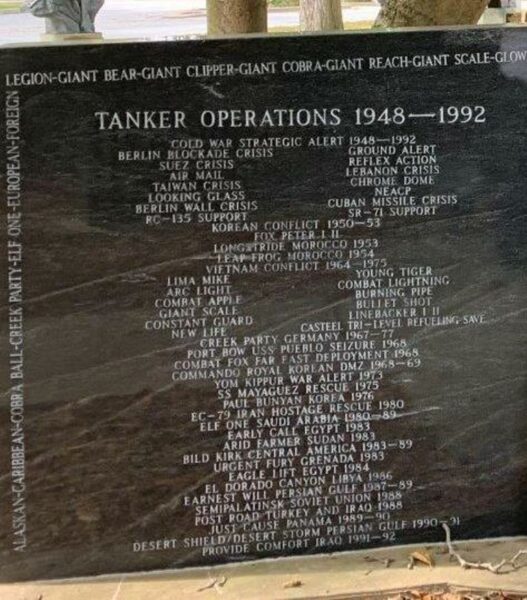 LEGION-GIANT BEAR-GIANT CLIPPER-GIANT COBRA-GIANT REACH-GIANT SCALE-GLOW
ALASKAN-CARIBBEAN-COBRA BALL-CREEK PARTY-ELF ONE-EUROPEAN-FOREIGN
TANKER OPERATIONS 1948—1992
COLD WAR STRATEGIC ALERT 1948—1992
BERLIN BLOCKADE CRISIS GROUND ALERT
SUEZ CRISIS REFLEX ACTION
AIR MAIL LEBANON CRISIS
TAIWAN CRISIS CHROME DOME
LOOKING GLASS NEACP
BERLIN WALL CRISIS CUBAN MISSILE CRISIS
RC-135 SUPPORT SR-71 SUPPORT
KOREAN CONFLICT 1950-53
FOX PETER I II
LONGSTRIDE MOROCCO 1953
LEAP FROG MOROCCO 1954
VIETNAM CONFLICT 1964-1975
LIMA MIKE YOUNG TIGER
ARC LIGHT COMBAT LIGHTNING
COMBAT APPLE BURNING PIPE
GIANT SCALE BULLET SHOT
CONSTANT GUARD LINEBACKER I II
NEW LIFE CASTEEL TRI-LEVEL REFUELING SAVE
CREEK PARTY GERMANY 1967-77
PORT BOW USS PUEBLO SEIZURE 1968
COMBAT FOX FAR EAST DEPLOYMENT 1968
COMMANDO ROYAL KOREAN DMZ 1968-69
YOM KIPPUR WAR ALERT 1973
SS MAYAGUEZ RESCUE 1975
PAUL BUNYAN KOREA 1976
EC-79 IRAN HOSTAGE RESCUE 1980
ELF ONE SAUDI ARABIA 1980-89
EARLY CALL EGYPT 1983
ARID FARMER SUDAN 1983
BILD KIRK CENTRAL AMERICA 1983-89
URGENT FURY GRENADA 1983
EAGLE LIFT EGYPT 1984
EL DORADO CANYON LIBYA 1986
EARNEST WILL PERSIAN GULF 1987-89
SEMIPALATINSK SOVIET UNION 1988
POST ROAD TURKEY AND IRAQ 1988
JUST CAUSE PANAMA 1989-90
DESERT SHIELD/DESERT STORM PERSIAN GULF 1990-91
PROVIDE COMFORT IRAQ 1991-92